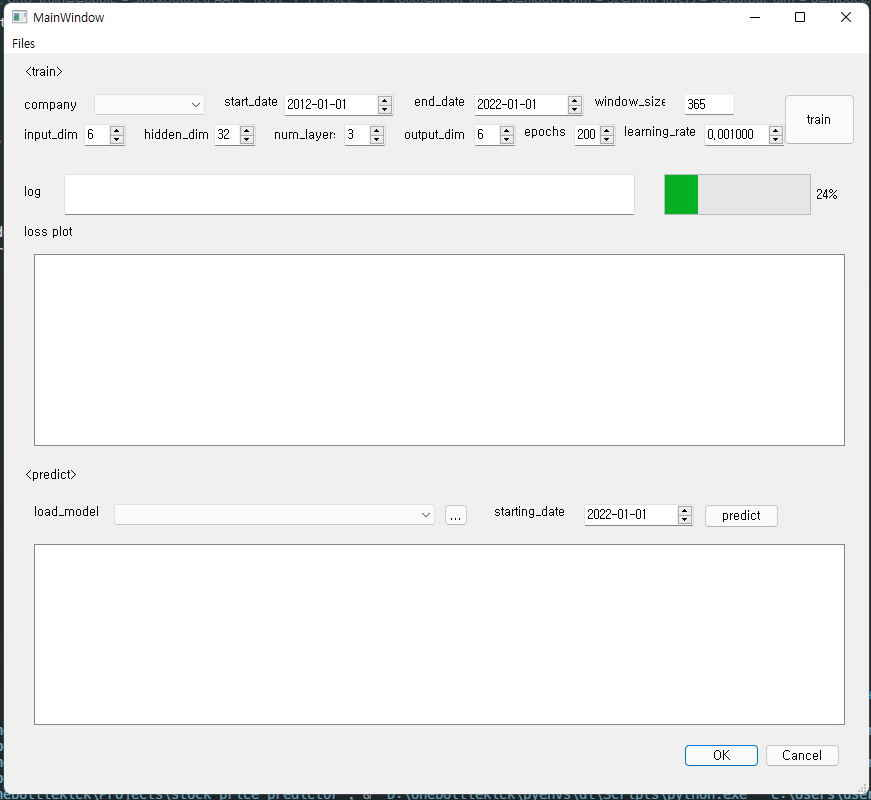 MainWindow
Files
<train>
company start_date 2012-01-01 end_date 2022-01-01 window_size 365 train
input_dim 6 hidden_dim 32 num_layer: 3 output_dim 6 epochs 200 learning_rate 0.001000
log 24%
loss plot
<predict>
load_model ... starting_date 2022-01-01 predict
OK Cancel